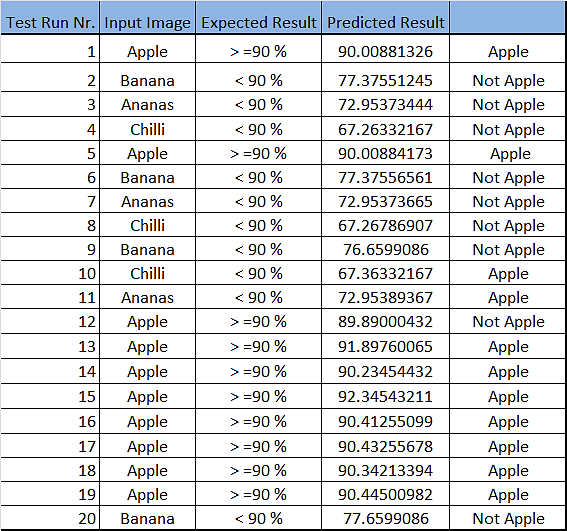 Test Run Nr. Input Image Expected Result Predicted Result
1 Apple > =90 % 90.00881326 Apple
2 Banana < 90 % 77.37551245 Not Apple
3 Ananas < 90 % 72.95373444 Not Apple
4 Chilli < 90 % 67.26332167 Not Apple
5 Apple > =90 % 90.00884173 Apple
6 Banana < 90 % 77.37556561 Not Apple
7 Ananas < 90 % 72.95373665 Not Apple
8 Chilli < 90 % 67.26786907 Not Apple
9 Banana < 90 % 76.6599086 Not Apple
10 Chilli < 90 % 67.36332167 Apple
11 Ananas < 90 % 72.95389367 Apple
12 Apple > =90 % 89.89000432 Not Apple
13 Apple > =90 % 91.89760065 Apple
14 Apple > =90 % 90.23454432 Apple
15 Apple > =90 % 92.34543211 Apple
16 Apple > =90 % 90.41255099 Apple
17 Apple > =90 % 90.43255678 Apple
18 Apple > =90 % 90.34213394 Apple
19 Apple > =90 % 90.44500982 Apple
20 Banana < 90 % 77.6599086 Not Apple